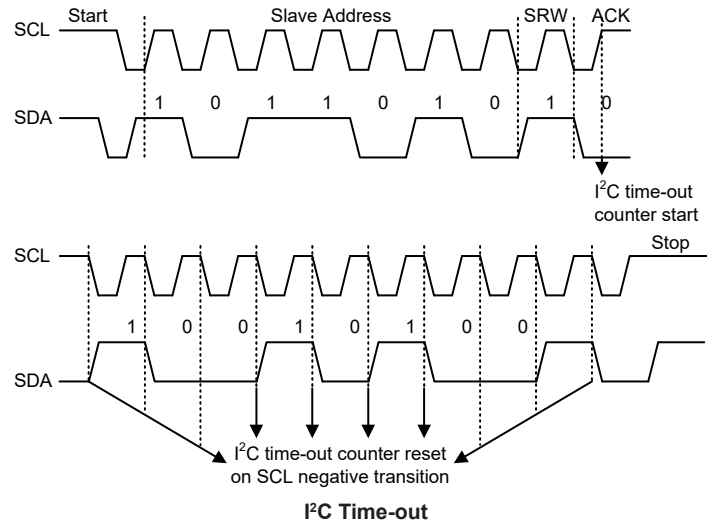 Start Slave Address SRW ACK
SCL
1 0 1 1 0 1 0 1 0
SDA
I²C time-out
counter start
Stop
SCL
1 0 0 1 0 1 0 0
SDA
I²C time-out counter reset
on SCL negative transition
I²C Time-out